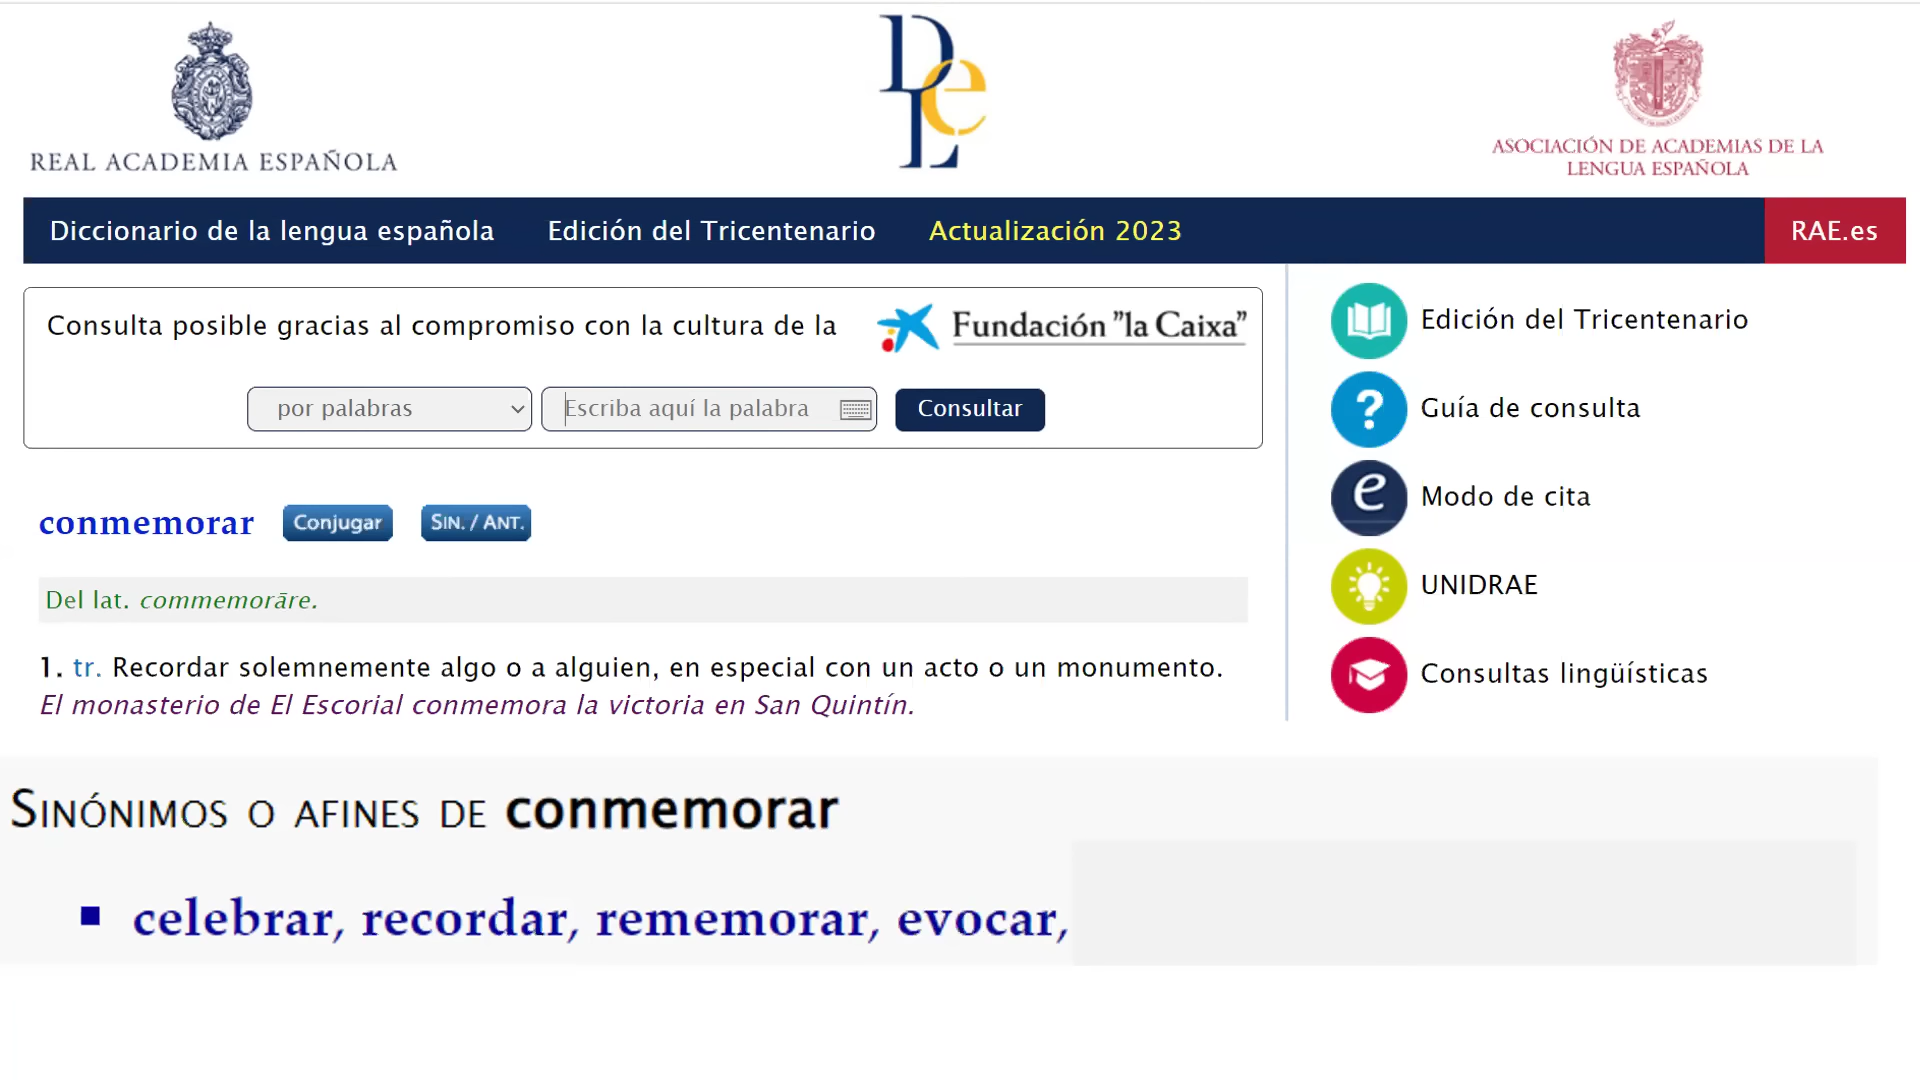 REAL ACADEMIA ESPAÑOLA
DLe
ASOCIACIÓN DE ACADEMIAS DE LA
LENGUA ESPAÑOLA
Diccionario de la lengua española Edición del Tricentenario Actualización 2023 RAE.es
Consulta posible gracias al compromiso con la cultura de la Fundación "la Caixa"
por palabras Escriba aquí la palabra Consultar
conmemorar Conjugar SIN. / ANT.
Del lat. commemorāre.
1. tr. Recordar solemnemente algo o a alguien, en especial con un acto o un monumento.
El monasterio de El Escorial conmemora la victoria en San Quintín.
Edición del Tricentenario
? Guía de consulta
e Modo de cita
UNIDRAE
Consultas lingüísticas
SINÓNIMOS O AFINES DE conmemorar
celebrar, recordar, rememorar, evocar,